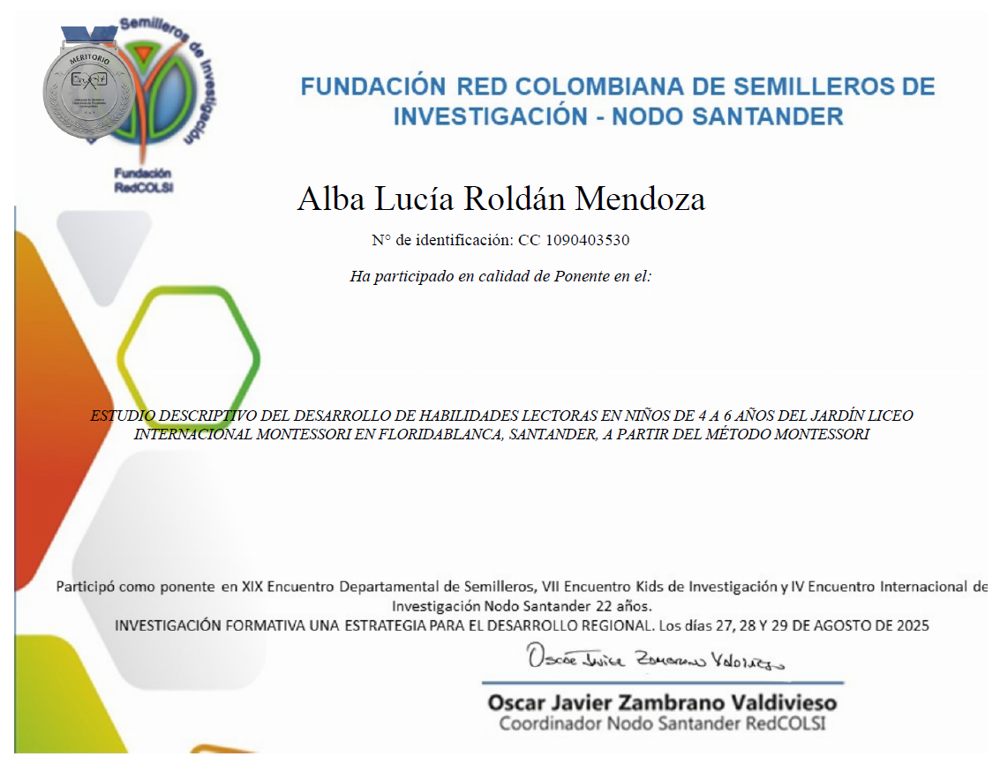 Semilleros de Investigación
MERITORIO
Fundación
RedCOLSI
FUNDACIÓN RED COLOMBIANA DE SEMILLEROS DE
INVESTIGACIÓN - NODO SANTANDER
Alba Lucía Roldán Mendoza
N° de identificación: CC 1090403530
Ha participado en calidad de Ponente en el:
ESTUDIO DESCRIPTIVO DEL DESARROLLO DE HABILIDADES LECTORAS EN NIÑOS DE 4 A 6 AÑOS DEL JARDÍN LICEO
INTERNACIONAL MONTESSORI EN FLORIDABLANCA, SANTANDER, A PARTIR DEL MÉTODO MONTESSORI
Participó como ponente en XIX Encuentro Departamental de Semilleros, VII Encuentro Kids de Investigación y IV Encuentro Internacional de
Investigación Nodo Santander 22 años.
INVESTIGACIÓN FORMATIVA UNA ESTRATEGIA PARA EL DESARROLLO REGIONAL. Los días 27, 28 Y 29 DE AGOSTO DE 2025
Oscar Javier Zambrano Valdivieso
Oscar Javier Zambrano Valdivieso
Coordinador Nodo Santander RedCOLSI